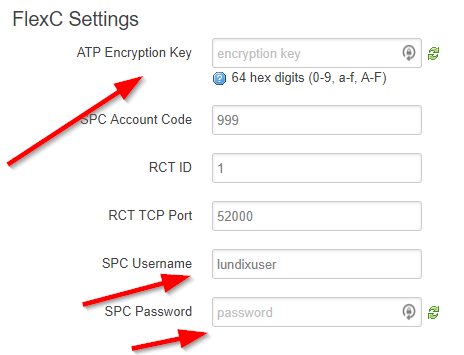 FlexC Settings
ATP Encryption Key encryption key
64 hex digits (0-9, a-f, A-F)
SPC Account Code 999
RCT ID 1
RCT TCP Port 52000
SPC Username lundixuser
SPC Password password